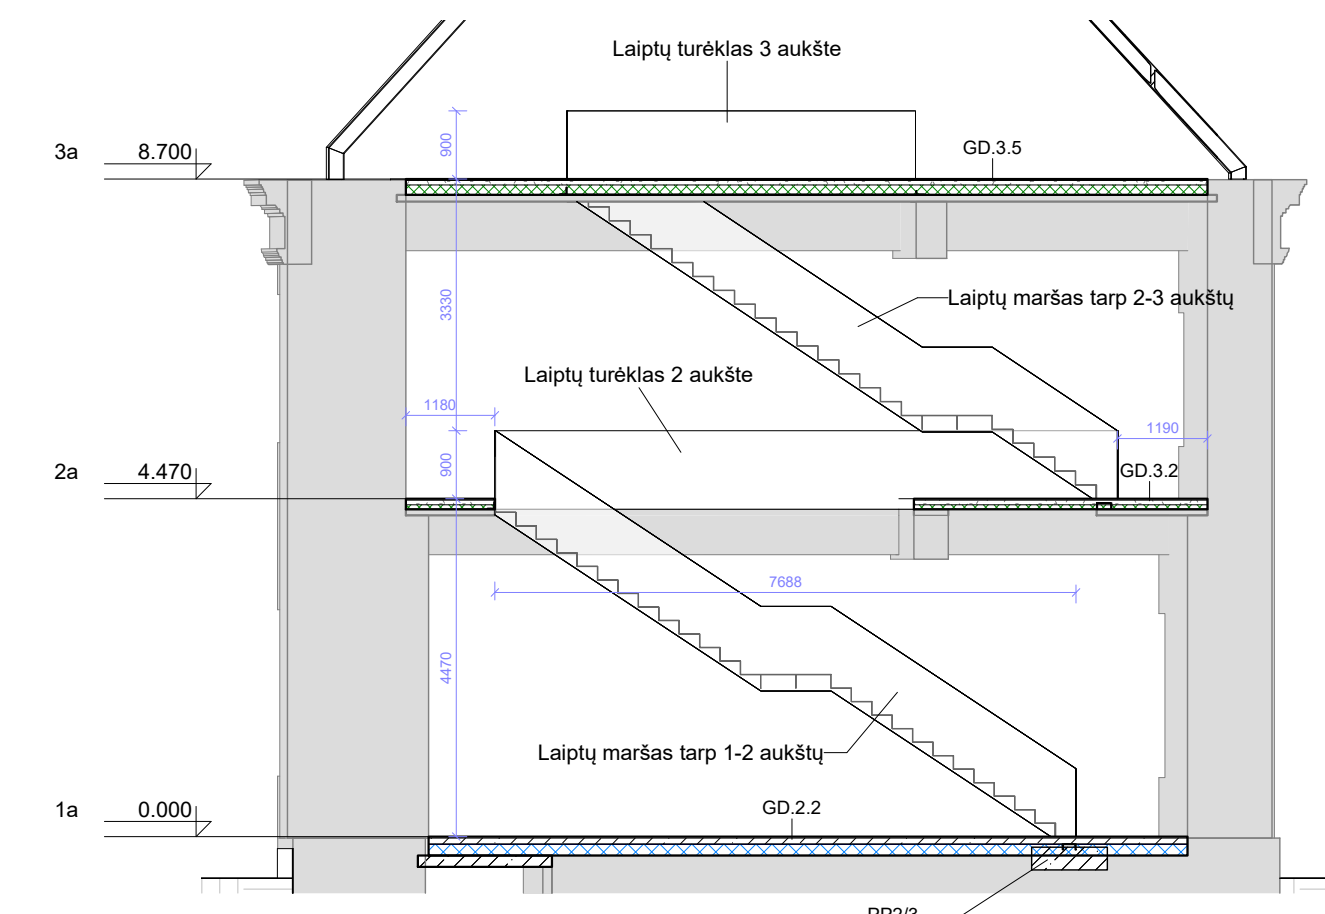 Laiptų turėklas 3 aukšte
900
3a 8.700
GD.3.5
3330
Laiptų maršas tarp 2-3 aukštų
Laiptų turėklas 2 aukšte
1180
1190
2a 4.470
900
GD.3.2
7688
4470
Laiptų maršas tarp 1-2 aukštų
1a 0.000
GD.2.2